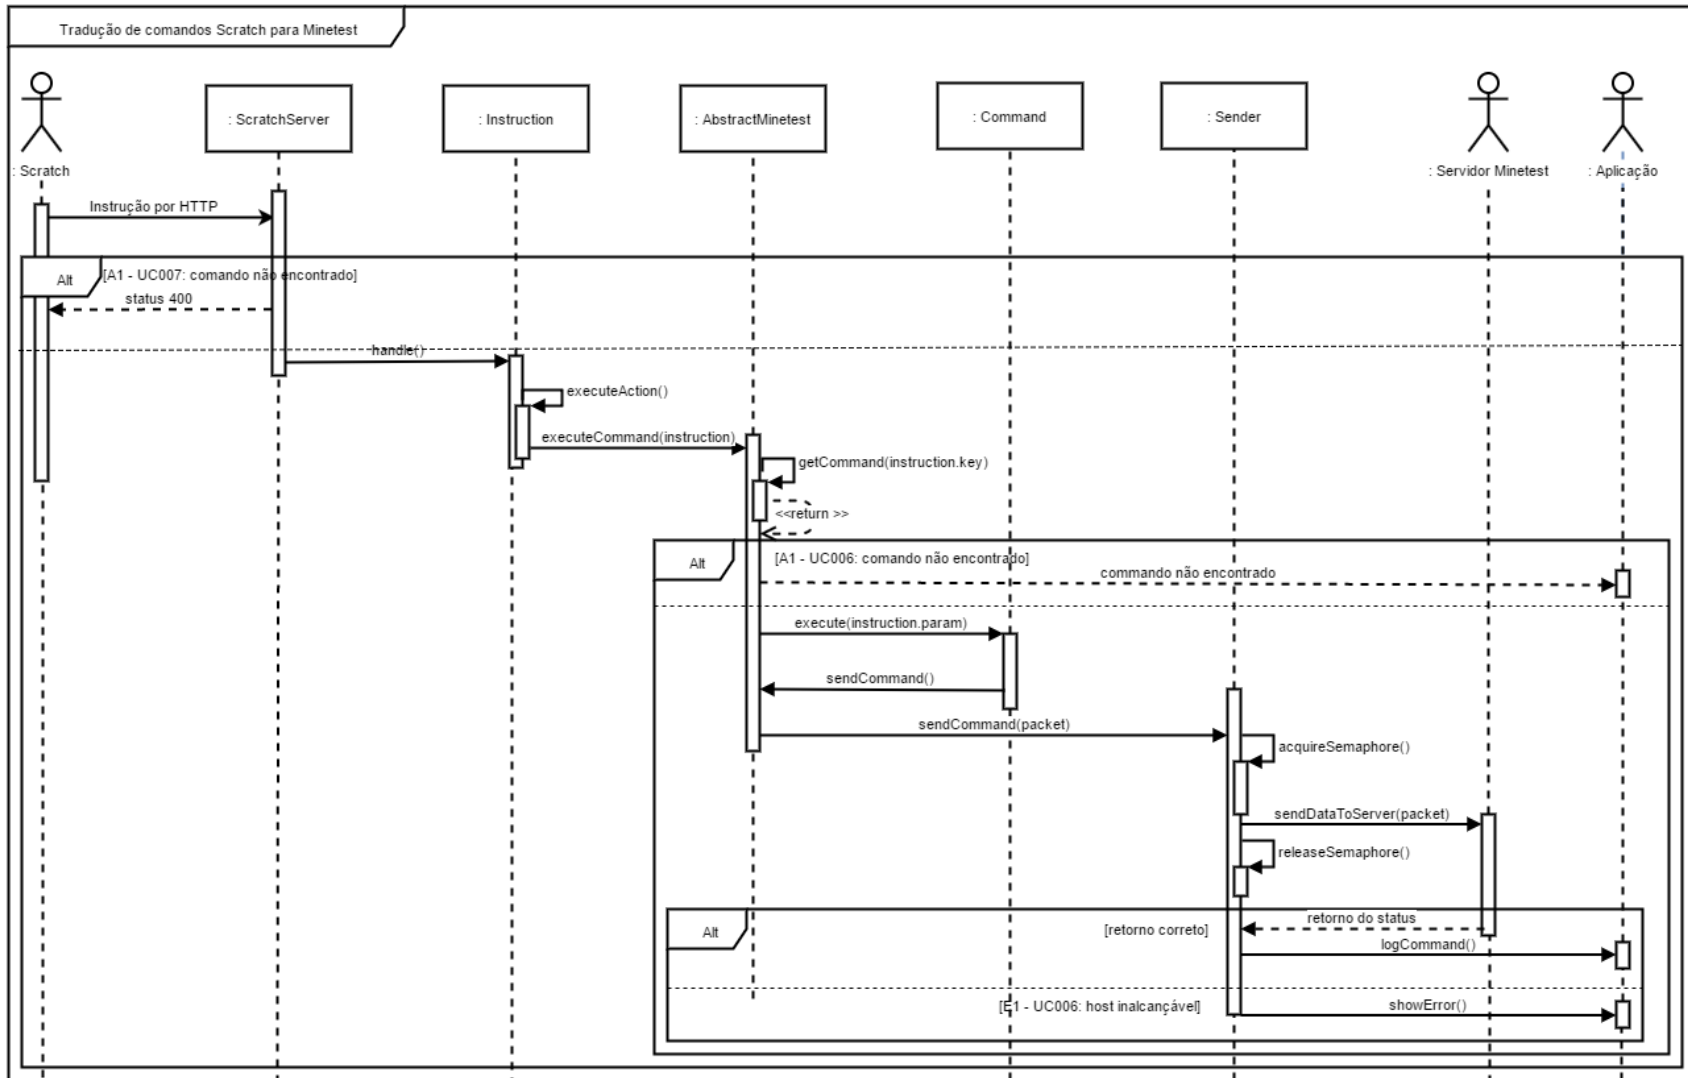 Tradução de comandos Scratch para Minetest
: Scratch
: ScratchServer
: Instruction
: AbstractMinetest
: Command
: Sender
: Servidor Minetest
: Aplicação
Instrução por HTTP
Alt
[A1 - UC007: comando não encontrado]
status 400
handle()
executeAction()
executeCommand(instruction)
getCommand(instruction.key)
<<return >>
Alt
[A1 - UC006: comando não encontrado]
commando não encontrado
execute(instruction.param)
sendCommand()
sendCommand(packet)
acquireSemaphore()
sendDataToServer(packet)
releaseSemaphore()
Alt
[retorno correto]
retorno do status
logCommand()
[E1 - UC006: host inalcançável]
showError()